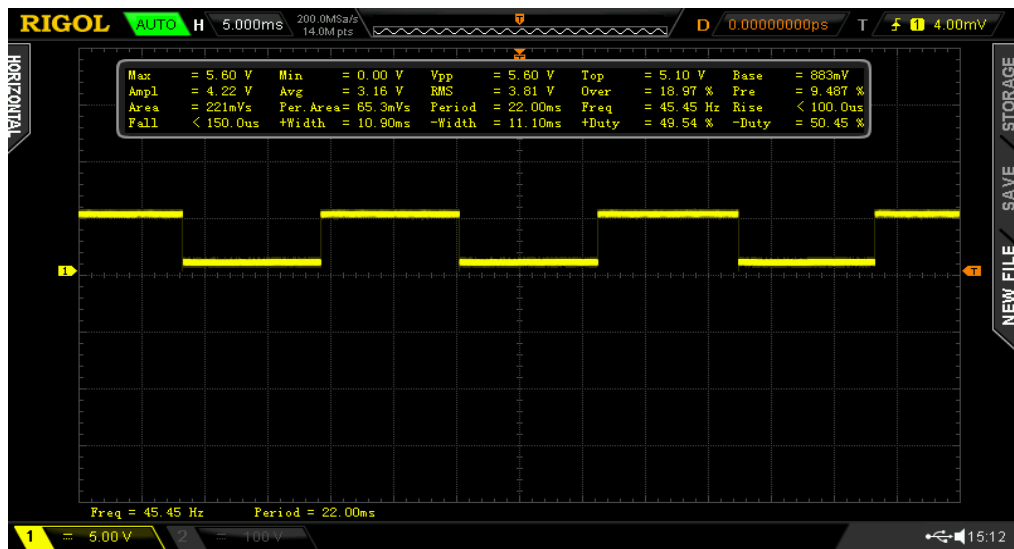 RIGOL AUTO H 5.000ms 200.0MSa/s 14.0M pts D 0.00000000ps T 1 4.00mV
HORIZONTAL
Max = 5.60 V Min = 0.00 V Vpp = 5.60 V Top = 5.10 V Base = 883mV
Ampl = 4.22 V Avg = 3.16 V RMS = 3.81 V Over = 18.97 % Pre = 9.487 %
Area = 221mVs Per.Area= 65.3mVs Period = 22.00ms Freq = 45.45 Hz Rise < 100.0us
Fall < 150.0us +Width = 10.90ms -Width = 11.10ms +Duty = 49.54 % -Duty = 50.45 %
STORAGE
SAVE
NEW FILE
T
T
1
T
Freq = 45.45 Hz Period = 22.00ms
1 = 5.00 V 2 = 100 V 15:12